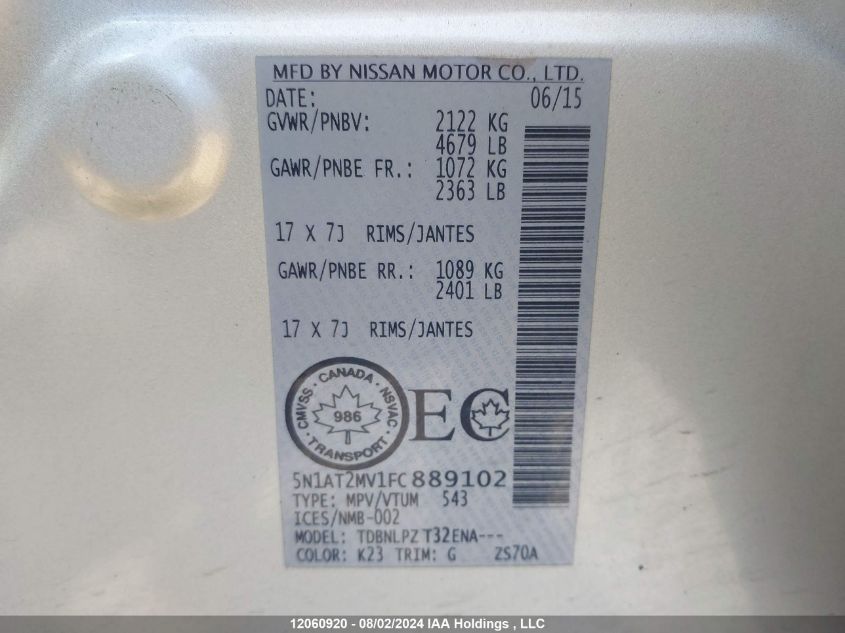 MFD BY NISSAN MOTOR CO., LTD.
DATE: 06/15
GVWR/PNBV: 2122 KG
4679 LB
GAWR/PNBE FR.: 1072 KG
2363 LB
17 X 7J RIMS/JANTES
GAWR/PNBE RR.: 1089 KG
2401 LB
17 X 7J RIMS/JANTES
CMVSS · CANADA · NSVAC · TRANSPORT ·
986
EC
5N1AT2MV1FC889102
TYPE: MPV/VTUM 543
ICES/NMB-002
MODEL: TDBNLPZ T32ENA---
COLOR: K23 TRIM: G ZS70A
12060920 - 08/02/2024 IAA Holdings , LLC